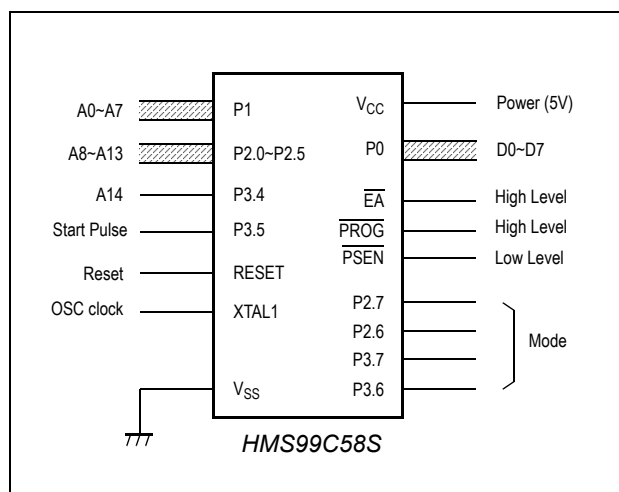 A0~A7 P1 VCC Power (5V)
A8~A13 P2.0~P2.5 P0 D0~D7
A14 P3.4 EA High Level
Start Pulse P3.5 PROG High Level
Reset RESET PSEN Low Level
OSC clock XTAL1 P2.7
P2.6
Mode
P3.7
VSS P3.6
HMS99C58S